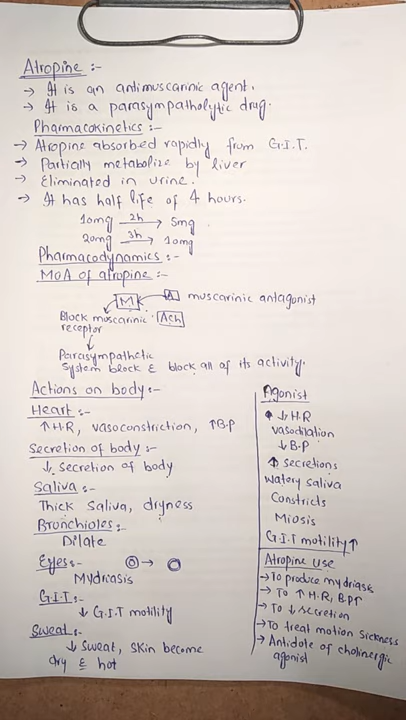 Atropine :-
→ It is an antimuscarinic agent.
→ It is a parasympatholytic drug.
Pharmacokinetics :-
→ Atropine absorbed rapidly from G.I.T.
→ Partially metabolize by liver
→ Eliminated in urine.
→ It has half life of 4 hours.
10mg 2h→ 5mg
20mg 3h→ 10mg
Pharmacodynamics :-
MOA of atropine :-
M ← A muscarinic antagonist
Block muscarinic Ach
receptor
↓
Parasympathetic
System block & block all of its activity.
Actions on body :-
Heart :-
↑ H.R, vasoconstriction, ↑B.P
Secretion of body :-
↓ Secretion of body
Saliva :-
Thick Saliva, dryness
Bronchioles :-
Dilate
Eyes :-
Mydriasis
G.I.T :-
↓ G.I.T motility
Sweat :-
↓ Sweat, Skin become
dry & hot
Agonist
↓ H.R
vasodilation
↓ B.P
↑ secretions
watery saliva
Constricts
Miosis
G.I.T motility↑
Atropine use
→ To produce mydriasis
→ To ↑ H.R, B.P↑
→ To ↓ secretion
→ To treat motion sickness
→ Antidote of cholinergic
agonist